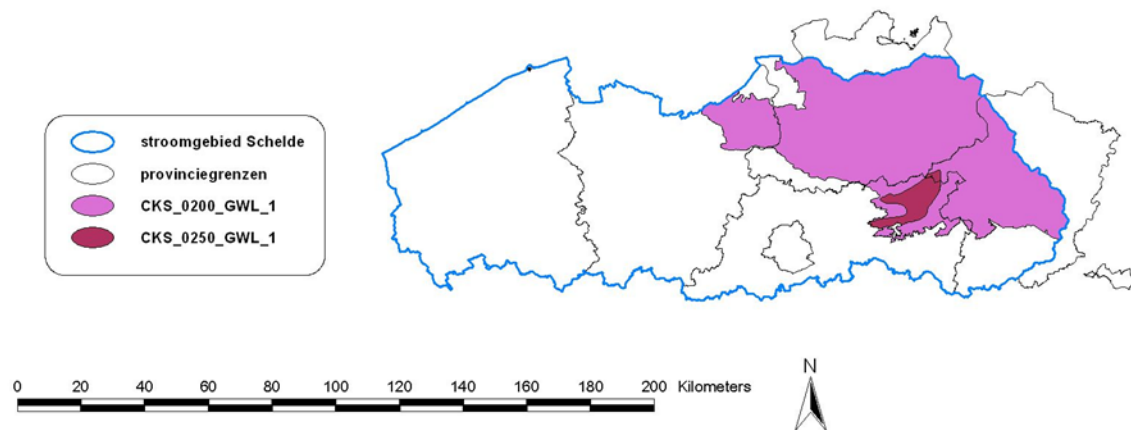 stroomgebied Schelde
provinciegrenzen
CKS_0200_GWL_1
CKS_0250_GWL_1
N
0 20 40 60 80 100 120 140 160 180 200 Kilometers